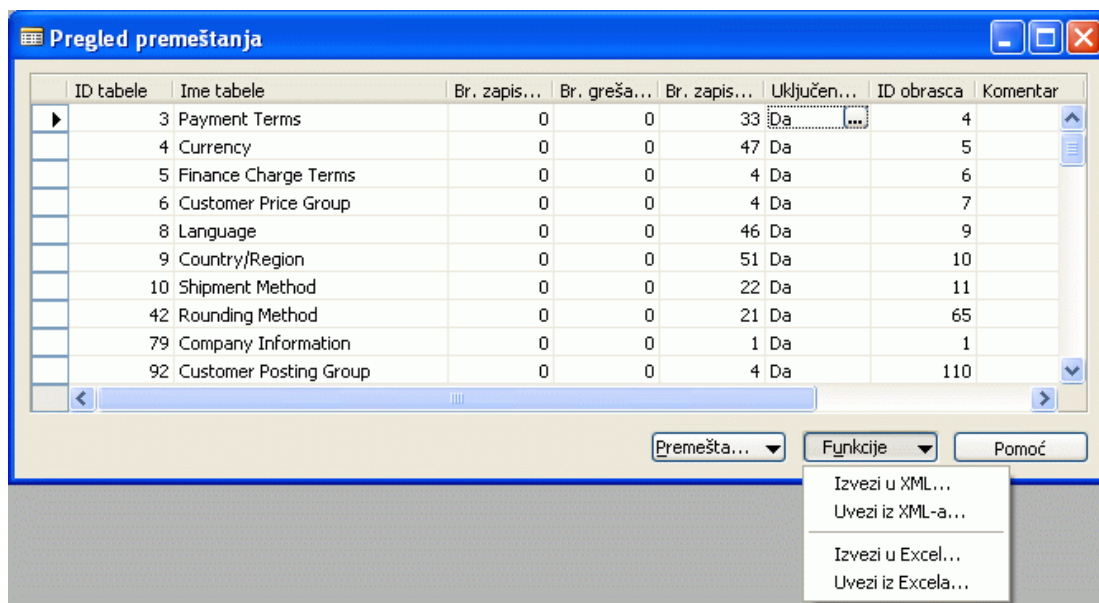 Pregled premeštanja
ID tabele Ime tabele Br. zapis... Br. greša... Br. zapis... Uključen... ID obrasca Komentar
3 Payment Terms 0 0 33 Da ... 4
4 Currency 0 0 47 Da 5
5 Finance Charge Terms 0 0 4 Da 6
6 Customer Price Group 0 0 4 Da 7
8 Language 0 0 46 Da 9
9 Country/Region 0 0 51 Da 10
10 Shipment Method 0 0 22 Da 11
42 Rounding Method 0 0 21 Da 65
79 Company Information 0 0 1 Da 1
92 Customer Posting Group 0 0 4 Da 110
Premešta... Funkcije Pomoć
Izvezi u XML...
Uvezi iz XML-a...
Izvezi u Excel...
Uvezi iz Excela...